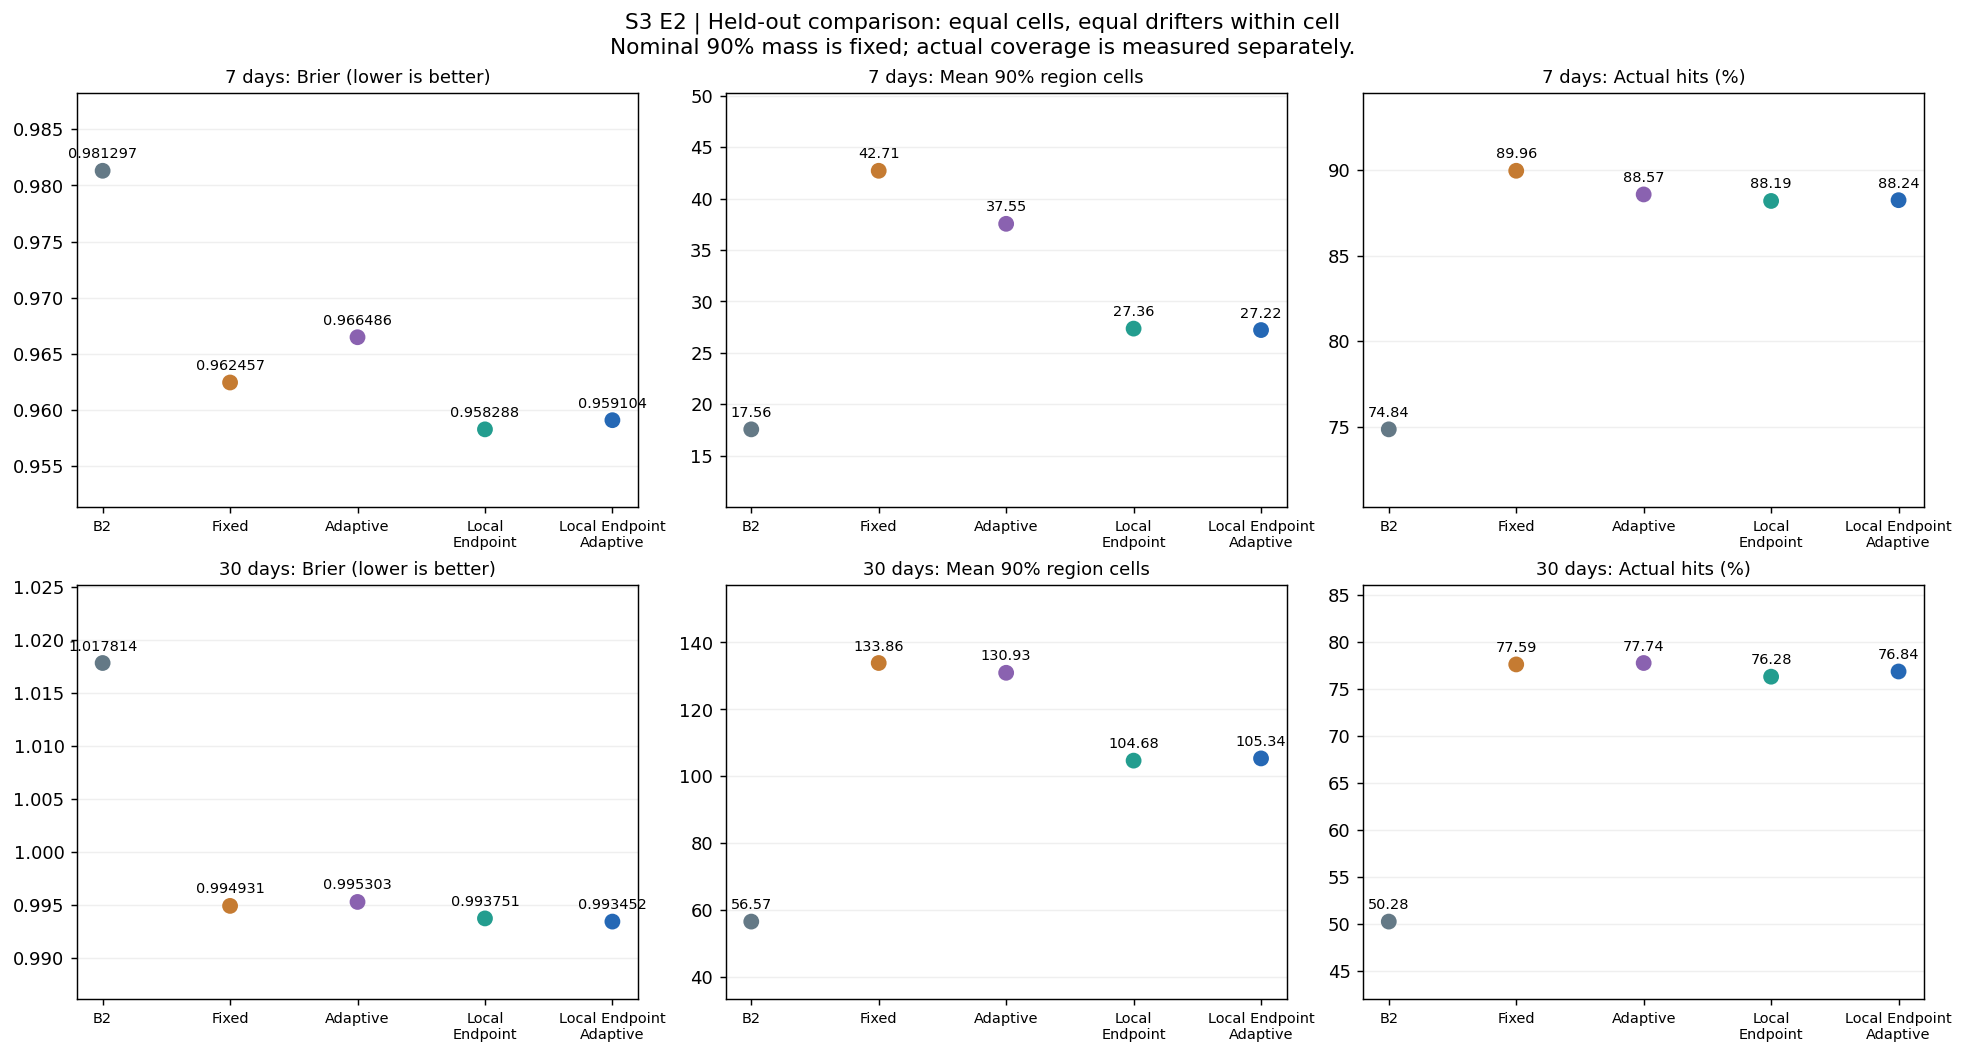 S3 E2 | Held-out comparison: equal cells, equal drifters within cell
Nominal 90% mass is fixed; actual coverage is measured separately.
7 days: Brier (lower is better)
0.985
0.980
0.975
0.970
0.965
0.960
0.955
0.981297
0.962457
0.966486
0.958288
0.959104
B2
Fixed
Adaptive
Local
Endpoint
Local Endpoint
Adaptive
7 days: Mean 90% region cells
50
45
40
35
30
25
20
15
17.56
42.71
37.55
27.36
27.22
B2
Fixed
Adaptive
Local
Endpoint
Local Endpoint
Adaptive
7 days: Actual hits (%)
90
85
80
75
74.84
89.96
88.57
88.19
88.24
B2
Fixed
Adaptive
Local
Endpoint
Local Endpoint
Adaptive
30 days: Brier (lower is better)
1.025
1.020
1.015
1.010
1.005
1.000
0.995
0.990
1.017814
0.994931
0.995303
0.993751
0.993452
B2
Fixed
Adaptive
Local
Endpoint
Local Endpoint
Adaptive
30 days: Mean 90% region cells
140
120
100
80
60
40
56.57
133.86
130.93
104.68
105.34
B2
Fixed
Adaptive
Local
Endpoint
Local Endpoint
Adaptive
30 days: Actual hits (%)
85
80
75
70
65
60
55
50
45
50.28
77.59
77.74
76.28
76.84
B2
Fixed
Adaptive
Local
Endpoint
Local Endpoint
Adaptive